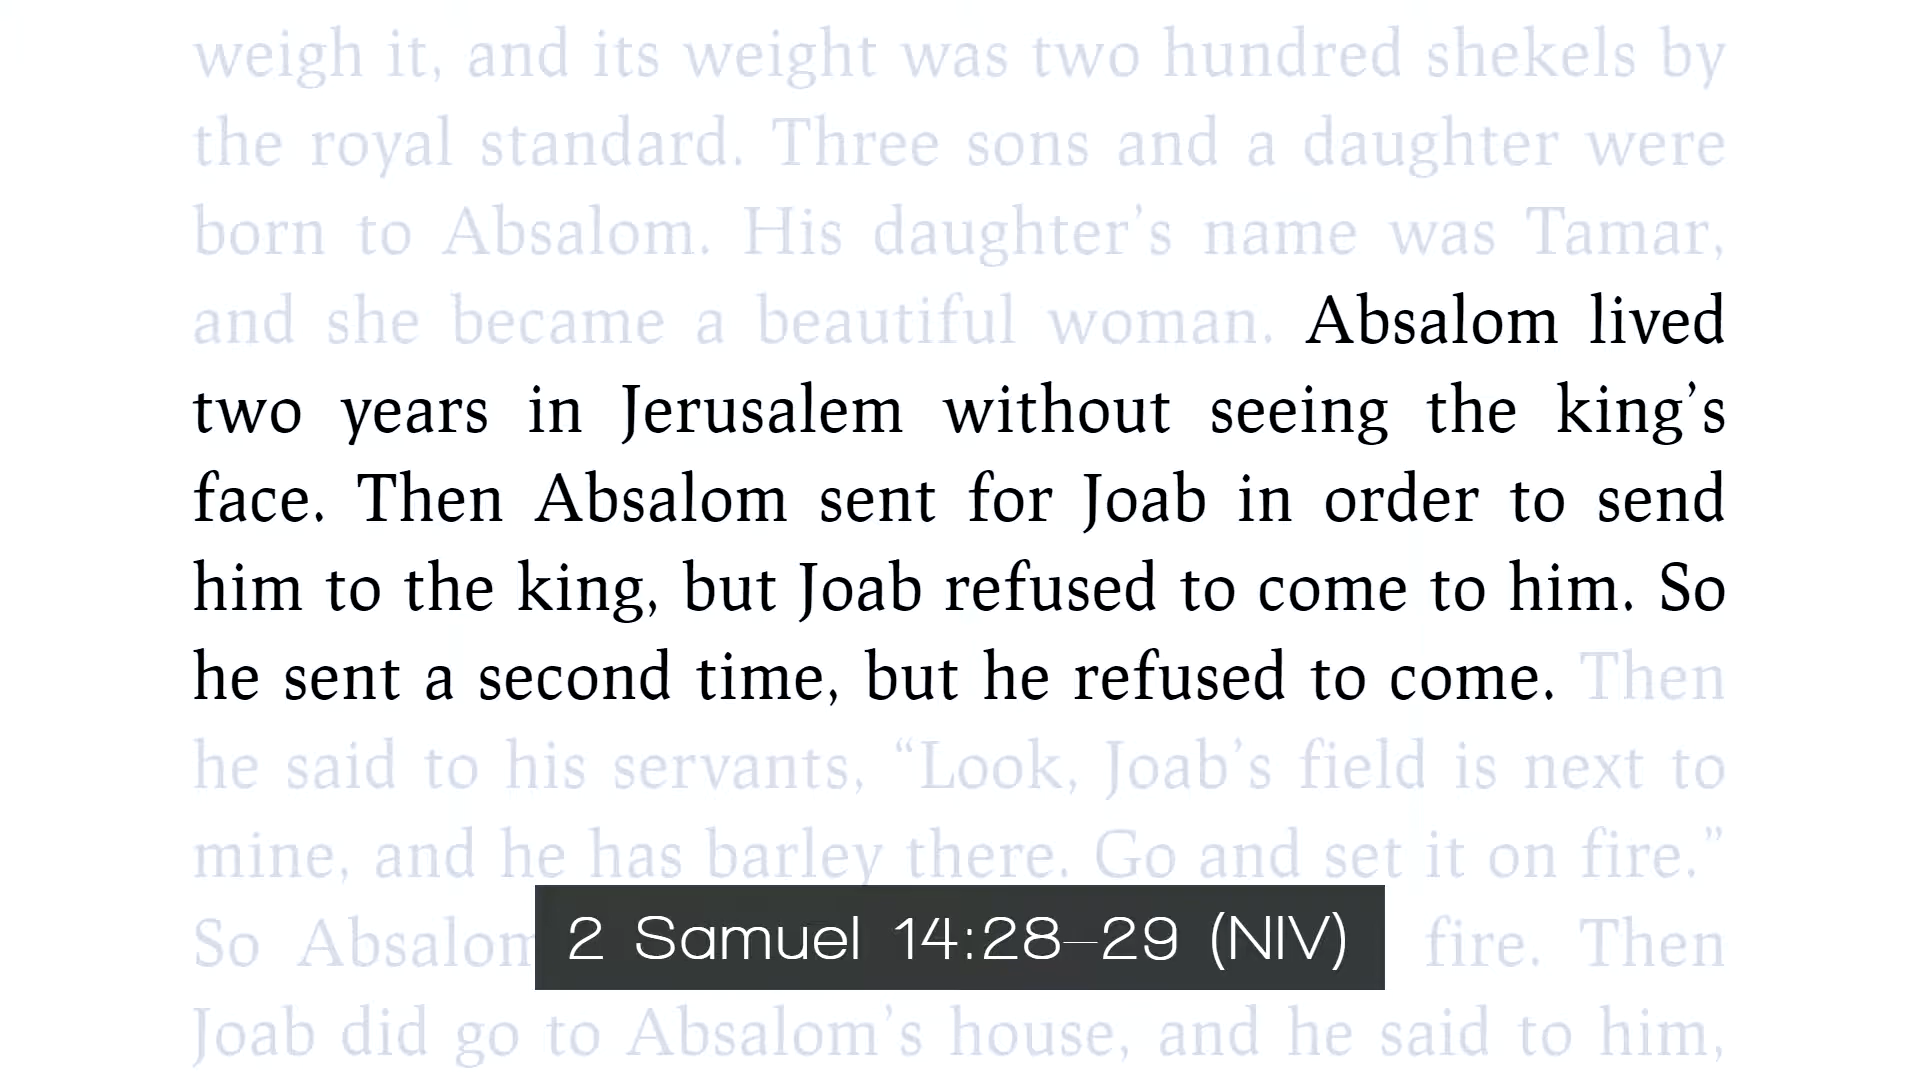 weigh it, and its weight was two hundred shekels by
the royal standard. Three sons and a daughter were
born to Absalom. His daughter’s name was Tamar,
and she became a beautiful woman. Absalom lived
two years in Jerusalem without seeing the king’s
face. Then Absalom sent for Joab in order to send
him to the king, but Joab refused to come to him. So
he sent a second time, but he refused to come. Then
he said to his servants, “Look, Joab’s field is next to
mine, and he has barley there. Go and set it on fire.”
So Absalom fire. Then
2 Samuel 14:28–29 (NIV)
Joab did go to Absalom’s house, and he said to him,